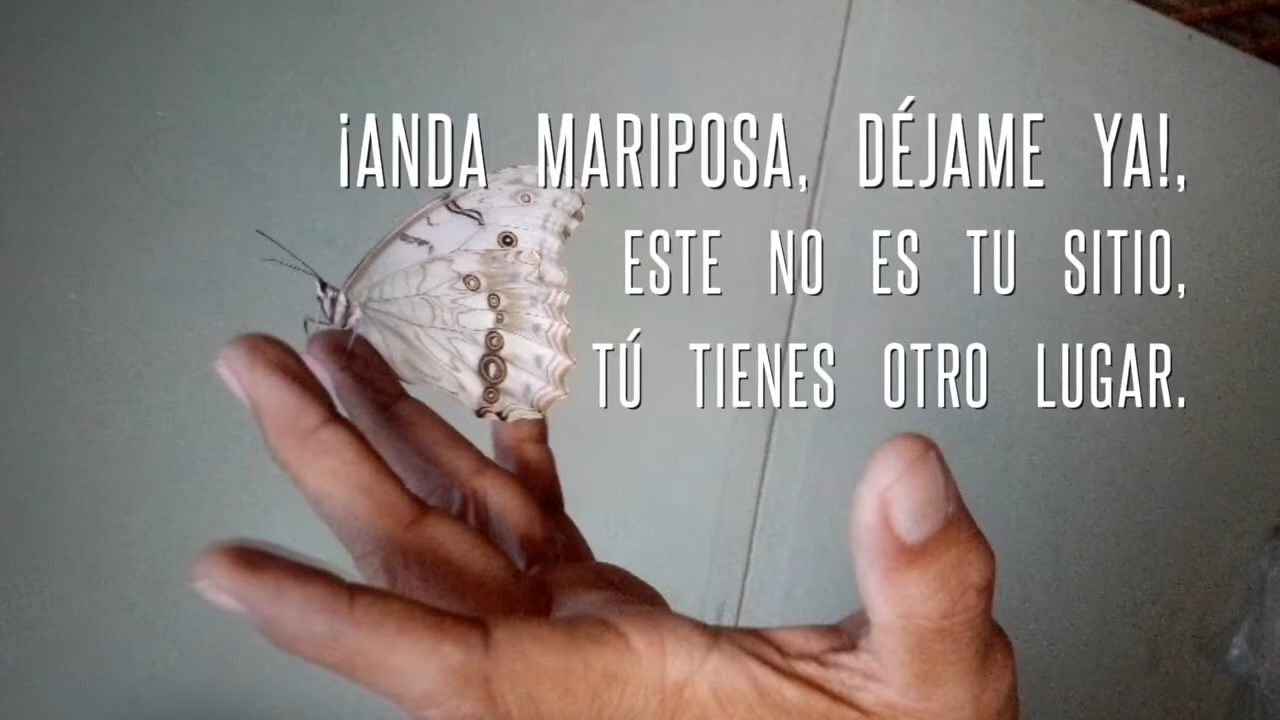 ¡ANDA MARIPOSA, DÉJAME YA!,
ESTE NO ES TU SITIO,
TÚ TIENES OTRO LUGAR.